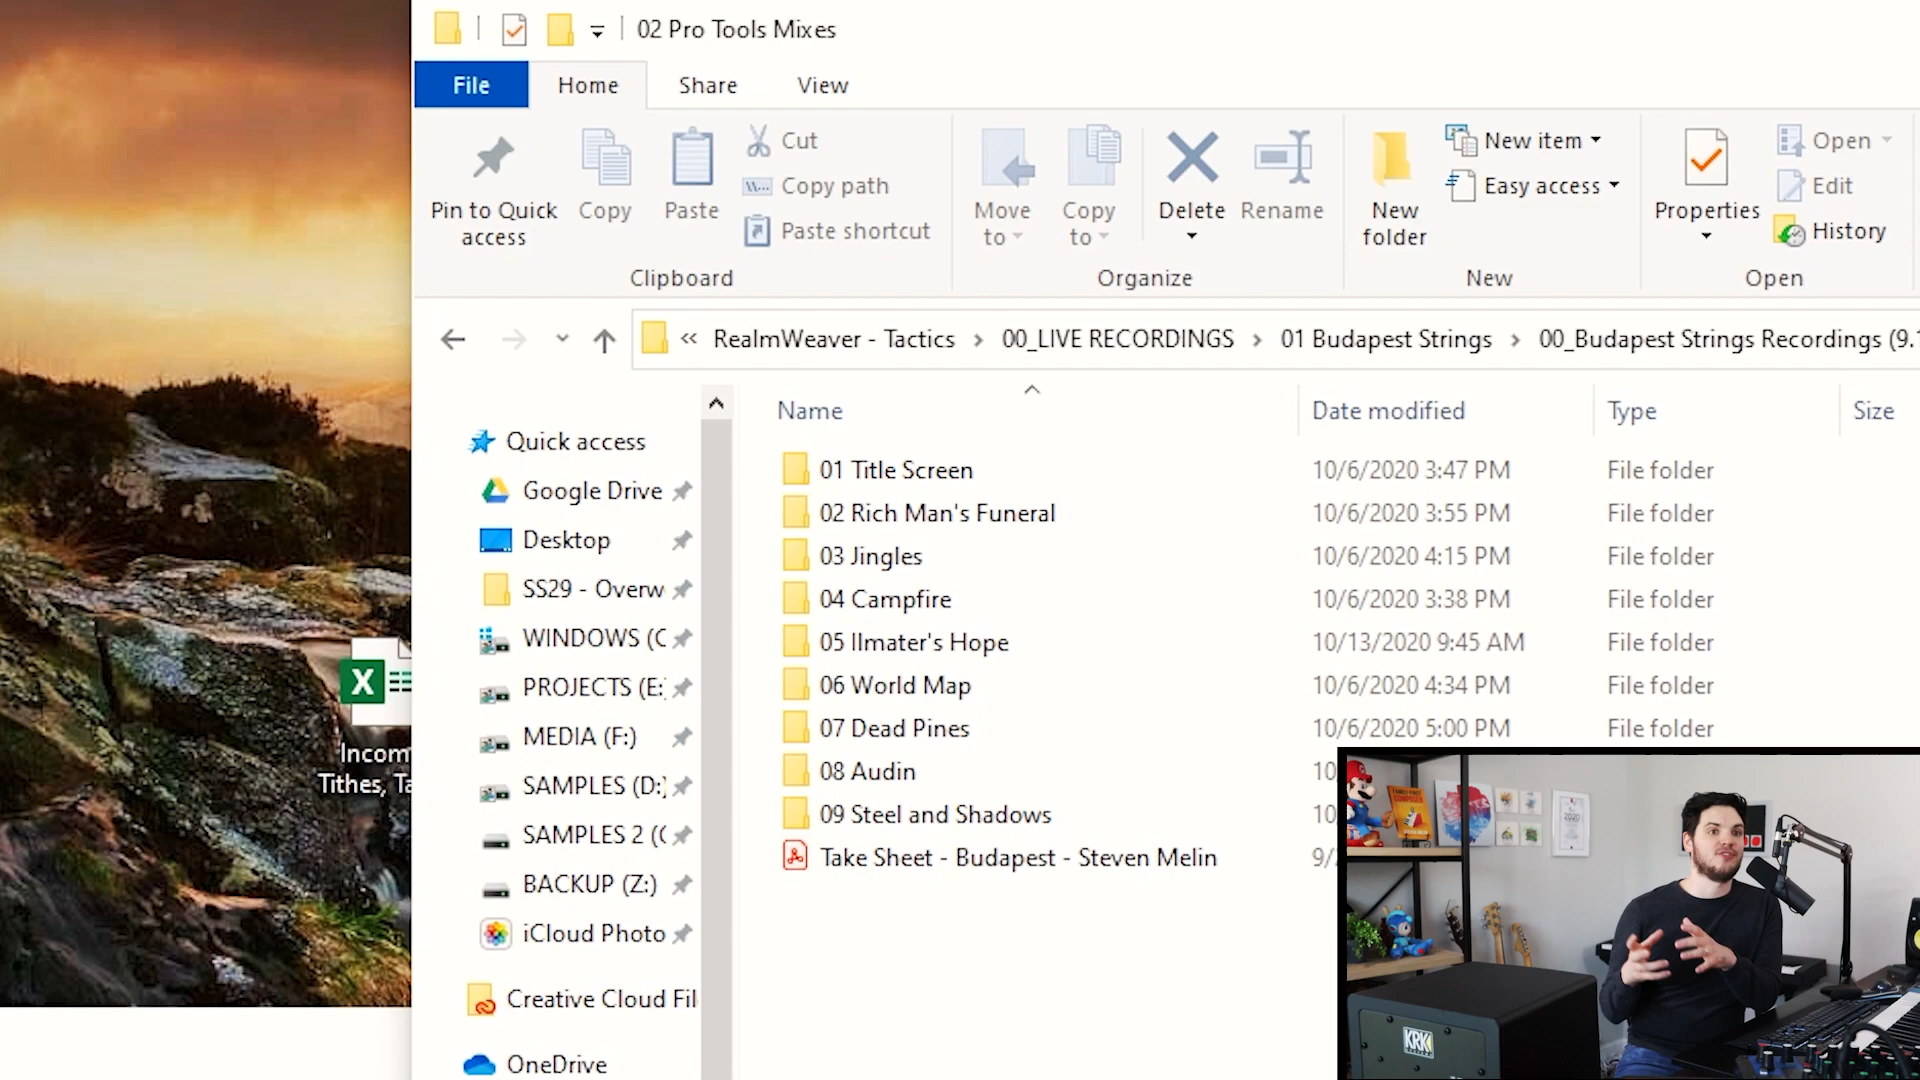 02 Pro Tools Mixes
File Home Share View
Pin to Quick access
Copy
Paste
Cut
Copy path
Paste shortcut
Clipboard
Move to
Copy to
Delete
Rename
Organize
New folder
New item
Easy access
New
Properties
Open
Edit
History
Open
« RealmWeaver - Tactics > 00_LIVE RECORDINGS > 01 Budapest Strings > 00_Budapest Strings Recordings (9.1
Name Date modified Type Size
Quick access
Google Drive
Desktop
SS29 - Overw
WINDOWS (C
PROJECTS (E:
MEDIA (F:)
SAMPLES (D:)
SAMPLES 2 (
BACKUP (Z:)
iCloud Photo
Creative Cloud Fil
OneDrive
01 Title Screen 10/6/2020 3:47 PM File folder
02 Rich Man's Funeral 10/6/2020 3:55 PM File folder
03 Jingles 10/6/2020 4:15 PM File folder
04 Campfire 10/6/2020 3:38 PM File folder
05 Ilmater's Hope 10/13/2020 9:45 AM File folder
06 World Map 10/6/2020 4:34 PM File folder
07 Dead Pines 10/6/2020 5:00 PM File folder
08 Audin 10
09 Steel and Shadows 10
Take Sheet - Budapest - Steven Melin 9/
X
Incom
Tithes, Ta
FAMILY-FIRST
COMPOSER
2020
KRK